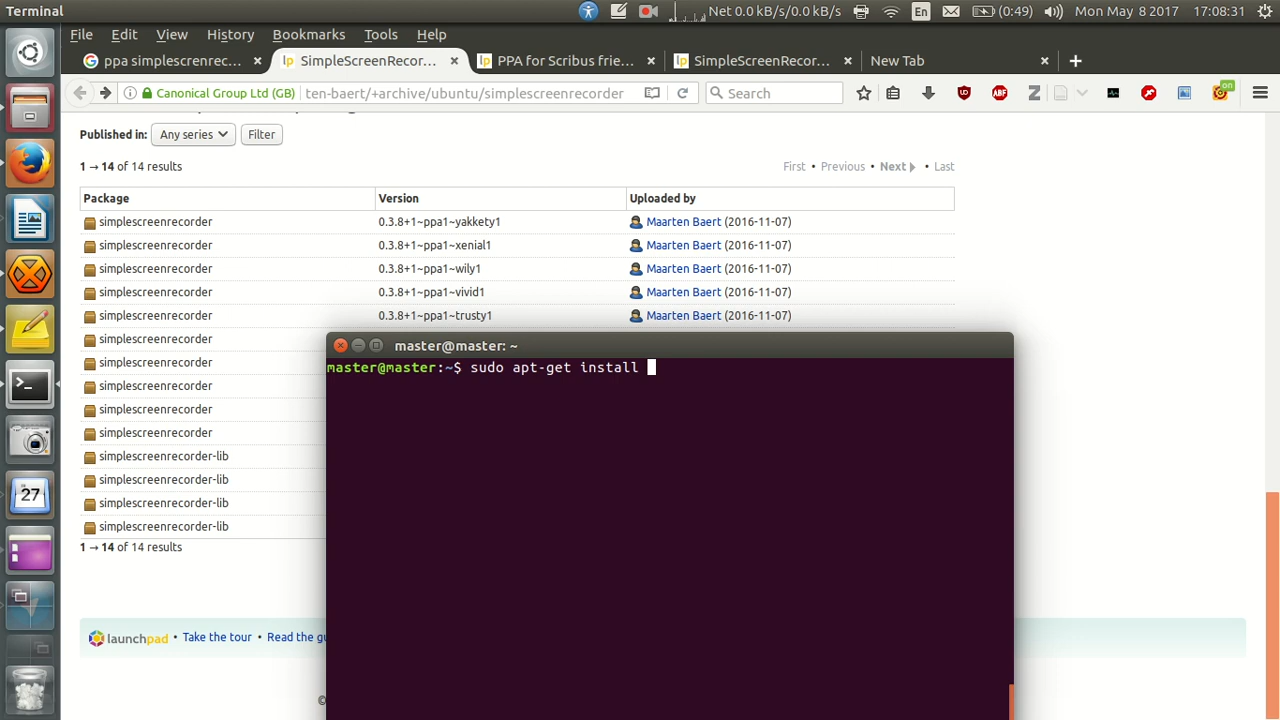 Terminal
Net 0.0 kB/s/0.0 kB/s
En
(0:49)
Mon May 8 2017
17:08:31
File Edit View History Bookmarks Tools Help
ppa simplescrenrec...
SimpleScreenRecor...
PPA for Scribus frie...
SimpleScreenRecor...
New Tab
Canonical Group Ltd (GB)
ten-baert/+archive/ubuntu/simplescreenrecorder
Search
on
Published in: Any series Filter
1 → 14 of 14 results
First • Previous • Next • Last
Package Version Uploaded by
simplescreenrecorder 0.3.8+1~ppa1~yakkety1 Maarten Baert (2016-11-07)
simplescreenrecorder 0.3.8+1~ppa1~xenial1 Maarten Baert (2016-11-07)
simplescreenrecorder 0.3.8+1~ppa1~wily1 Maarten Baert (2016-11-07)
simplescreenrecorder 0.3.8+1~ppa1~vivid1 Maarten Baert (2016-11-07)
simplescreenrecorder 0.3.8+1~ppa1~trusty1 Maarten Baert (2016-11-07)
simplescreenrecorder
simplescreenrecorder
simplescreenrecorder
simplescreenrecorder
simplescreenrecorder
simplescreenrecorder-lib
simplescreenrecorder-lib
simplescreenrecorder-lib
simplescreenrecorder-lib
1 → 14 of 14 results
launchpad • Take the tour • Read the gu
©
master@master: ~
master@master:~$ sudo apt-get install
27